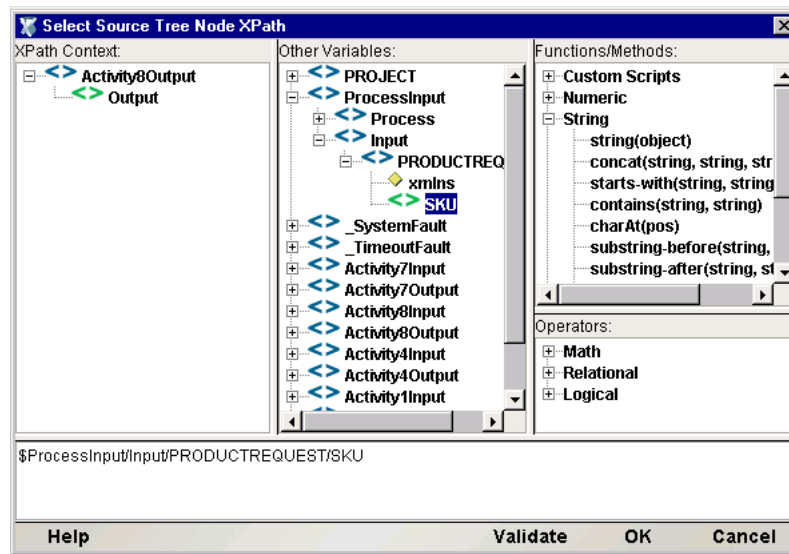 Select Source Tree Node XPath
XPath Context:
Activity8Output
Output
Other Variables:
PROJECT
ProcessInput
Process
Input
PRODUCTREQ
xmlns
SKU
_SystemFault
_TimeoutFault
Activity7Input
Activity7Output
Activity8Input
Activity8Output
Activity4Input
Activity4Output
Activity1Input
Functions/Methods:
Custom Scripts
Numeric
String
string(object)
concat(string, string, str
starts-with(string, string
contains(string, string)
charAt(pos)
substring-before(string,
substring-after(string, st
Operators:
Math
Relational
Logical
$ProcessInput/Input/PRODUCTREQUEST/SKU
Help Validate OK Cancel